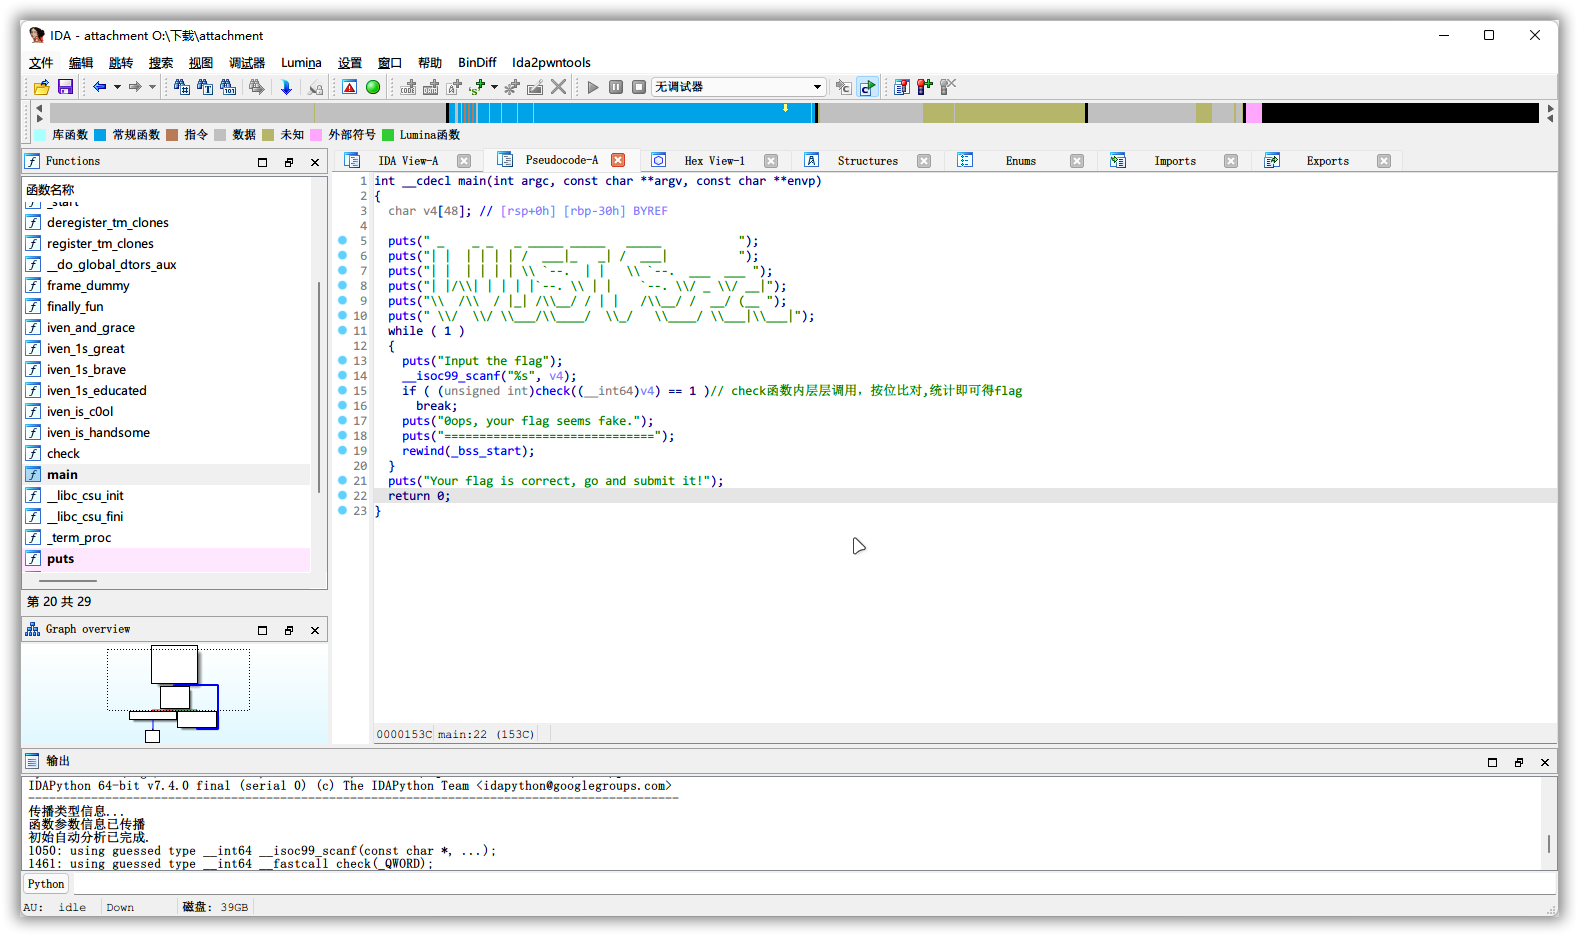 IDA - attachment O:\下载\attachment
文件 编辑 跳转 搜索 视图 调试器 Lumina 设置 窗口 帮助 BinDiff Ida2pwntools
无调试器
库函数 常规函数 指令 数据 未知 外部符号 Lumina函数
Functions
函数名称
_start
deregister_tm_clones
register_tm_clones
__do_global_dtors_aux
frame_dummy
finally_fun
iven_and_grace
iven_1s_great
iven_1s_brave
iven_1s_educated
iven_is_c0ol
iven_is_handsome
check
main
__libc_csu_init
__libc_csu_fini
_term_proc
puts
第 20 共 29
Graph overview
IDA View-A Pseudocode-A Hex View-1 Structures Enums Imports Exports
1 int __cdecl main(int argc, const char **argv, const char **envp)
2 {
3   char v4[48]; // [rsp+0h] [rbp-30h] BYREF
4
5   puts(" _    _ _   _ _____ _____   _____           ");
6   puts("| |  | | | | /  ___|_   _| /  ___|          ");
7   puts("| |  | | | | \\ `--.  | |   \\ `--.  ___  ___ ");
8   puts("| |/\\| | | | |`--. \\ | |    `--. \\/ _ \\/ __|");
9   puts("\\  /\\  / |_| /\\__/ / | |   /\\__/ /  __/ (__ ");
10   puts(" \\/  \\/ \\___/\\____/  \\_/   \\____/ \\___|\\___|");
11   while ( 1 )
12   {
13     puts("Input the flag");
14     __isoc99_scanf("%s", v4);
15     if ( (unsigned int)check((__int64)v4) == 1 )// check函数内层层调用，按位比对,统计即可得flag
16       break;
17     puts("0ops, your flag seems fake.");
18     puts("==============================");
19     rewind(_bss_start);
20   }
21   puts("Your flag is correct, go and submit it!");
22   return 0;
23 }
0000153C main:22 (153C)
输出
IDAPython 64-bit v7.4.0 final (serial 0) (c) The IDAPython Team <idapython@googlegroups.com>
传播类型信息...
函数参数信息已传播
初始自动分析已完成.
1050: using guessed type __int64 __isoc99_scanf(const char *, ...);
1461: using guessed type __int64 __fastcall check(_QWORD);
Python
AU: idle Down 磁盘: 39GB